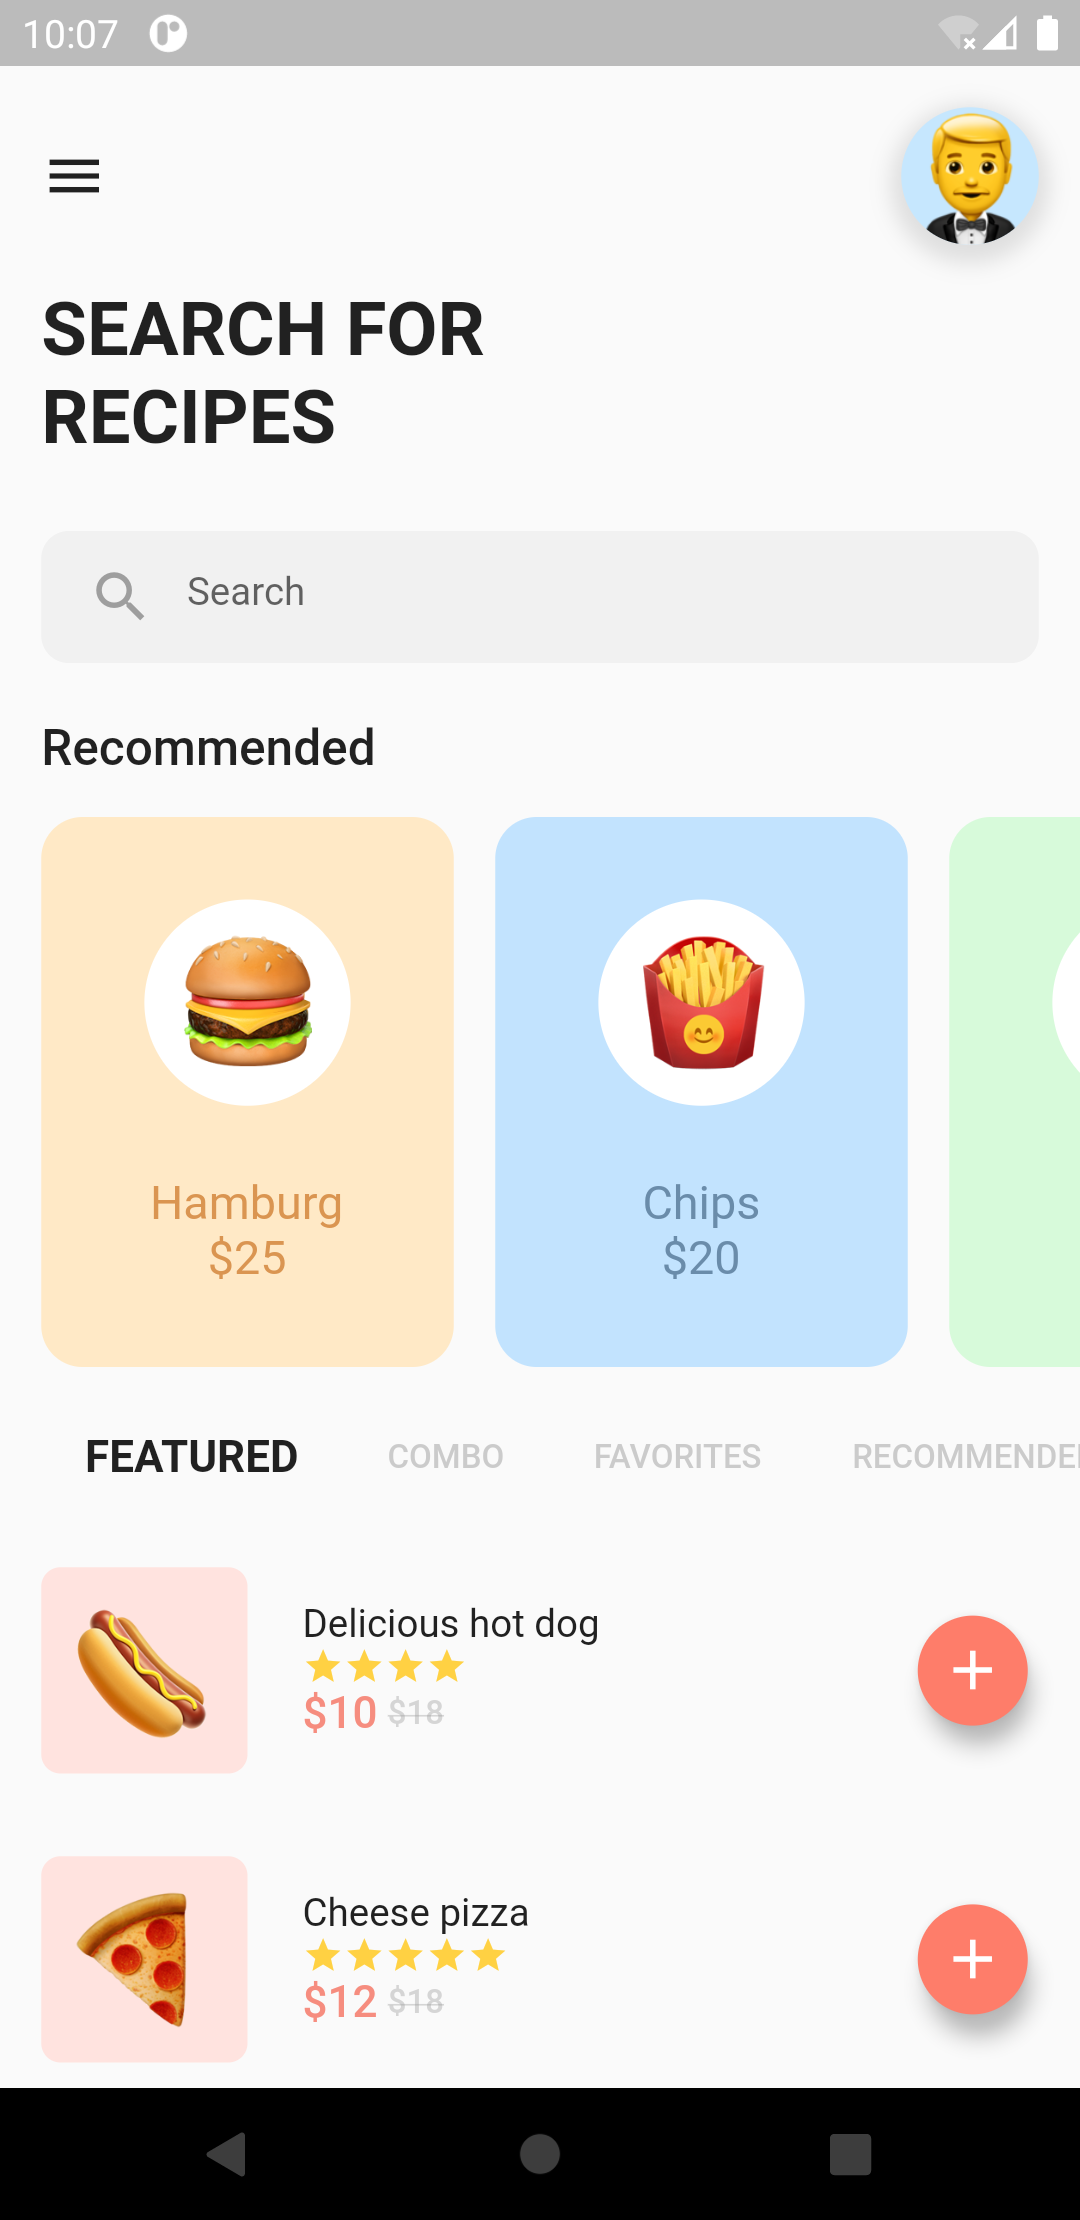 10:07
SEARCH FOR
RECIPES
Search
Recommended
Hamburg
$25
Chips
$20
FEATURED COMBO FAVORITES RECOMMENDE
Delicious hot dog
$10 $18
Cheese pizza
$12 $18